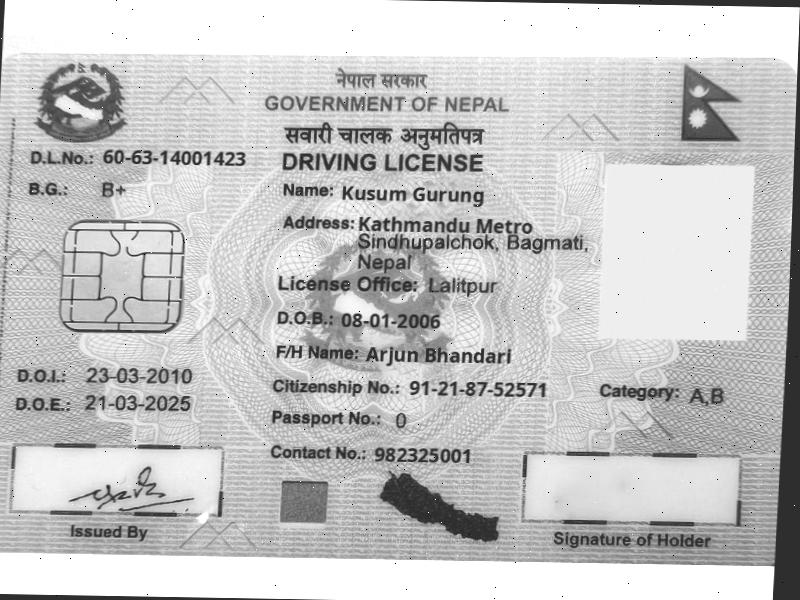 नेपाल सरकार
GOVERNMENT OF NEPAL
सवारी चालक अनुमतिपत्र
DRIVING LICENSE
D.L.No.: 60-63-14001423
B.G.: B+
Name: Kusum Gurung
Address: Kathmandu Metro
Sindhupalchok, Bagmati,
Nepal
License Office: Lalitpur
D.O.B.: 08-01-2006
F/H Name: Arjun Bhandari
D.O.I.: 23-03-2010
D.O.E.: 21-03-2025
Citizenship No.: 91-21-87-52571
Category: A,B
Passport No.: 0
Contact No.: 982325001
Issued By
Signature of Holder